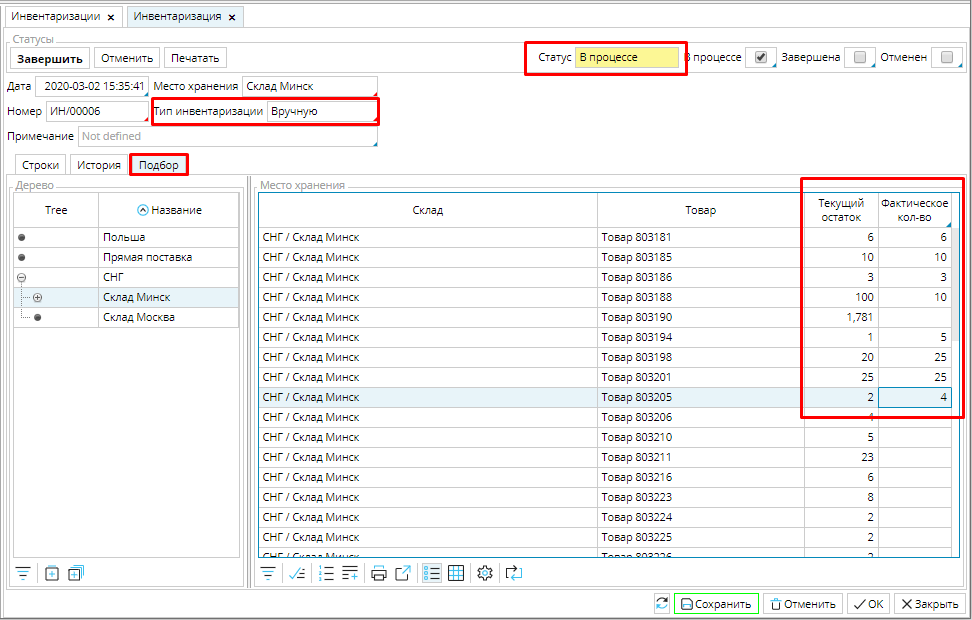 Инвентаризации × Инвентаризация ×
Статусы
Завершить Отменить Печатать Статус В процессе В процессе Завершена Отменен
Дата 2020-03-02 15:35:41 Место хранения Склад Минск
Номер ИН/00006 Тип инвентаризации Вручную
Примечание Not defined
Строки История Подбор
Дерево
Tree Название
Польша
Прямая поставка
СНГ
Склад Минск
Склад Москва
Место хранения
Склад Товар Текущий остаток Фактическое кол-во
СНГ / Склад Минск Товар 803181 6 6
СНГ / Склад Минск Товар 803185 10 10
СНГ / Склад Минск Товар 803186 3 3
СНГ / Склад Минск Товар 803188 100 10
СНГ / Склад Минск Товар 803190 1,781
СНГ / Склад Минск Товар 803194 1 5
СНГ / Склад Минск Товар 803198 20 25
СНГ / Склад Минск Товар 803201 25 25
СНГ / Склад Минск Товар 803205 2 4
СНГ / Склад Минск Товар 803206 4
СНГ / Склад Минск Товар 803210 5
СНГ / Склад Минск Товар 803211 23
СНГ / Склад Минск Товар 803216 6
СНГ / Склад Минск Товар 803223 8
СНГ / Склад Минск Товар 803224 2
СНГ / Склад Минск Товар 803225 2
СНГ / Склад Минск Товар 803226 2
Сохранить Отменить ОК Закрыть